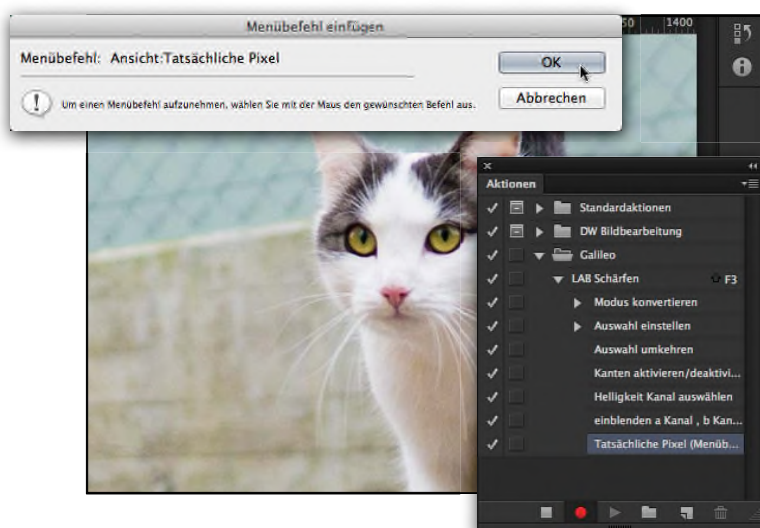 Menübefehl einfügen
Menübefehl: Ansicht:Tatsächliche Pixel
OK
Um einen Menübefehl aufzunehmen, wählen Sie mit der Maus den gewünschten Befehl aus.
Abbrechen
50 1400
Aktionen
Standardaktionen
DW Bildbearbeitung
Galileo
LAB Schärfen F3
Modus konvertieren
Auswahl einstellen
Auswahl umkehren
Kanten aktivieren/deaktivi...
Helligkeit Kanal auswählen
einblenden a Kanal , b Kan...
Tatsächliche Pixel (Menüb...